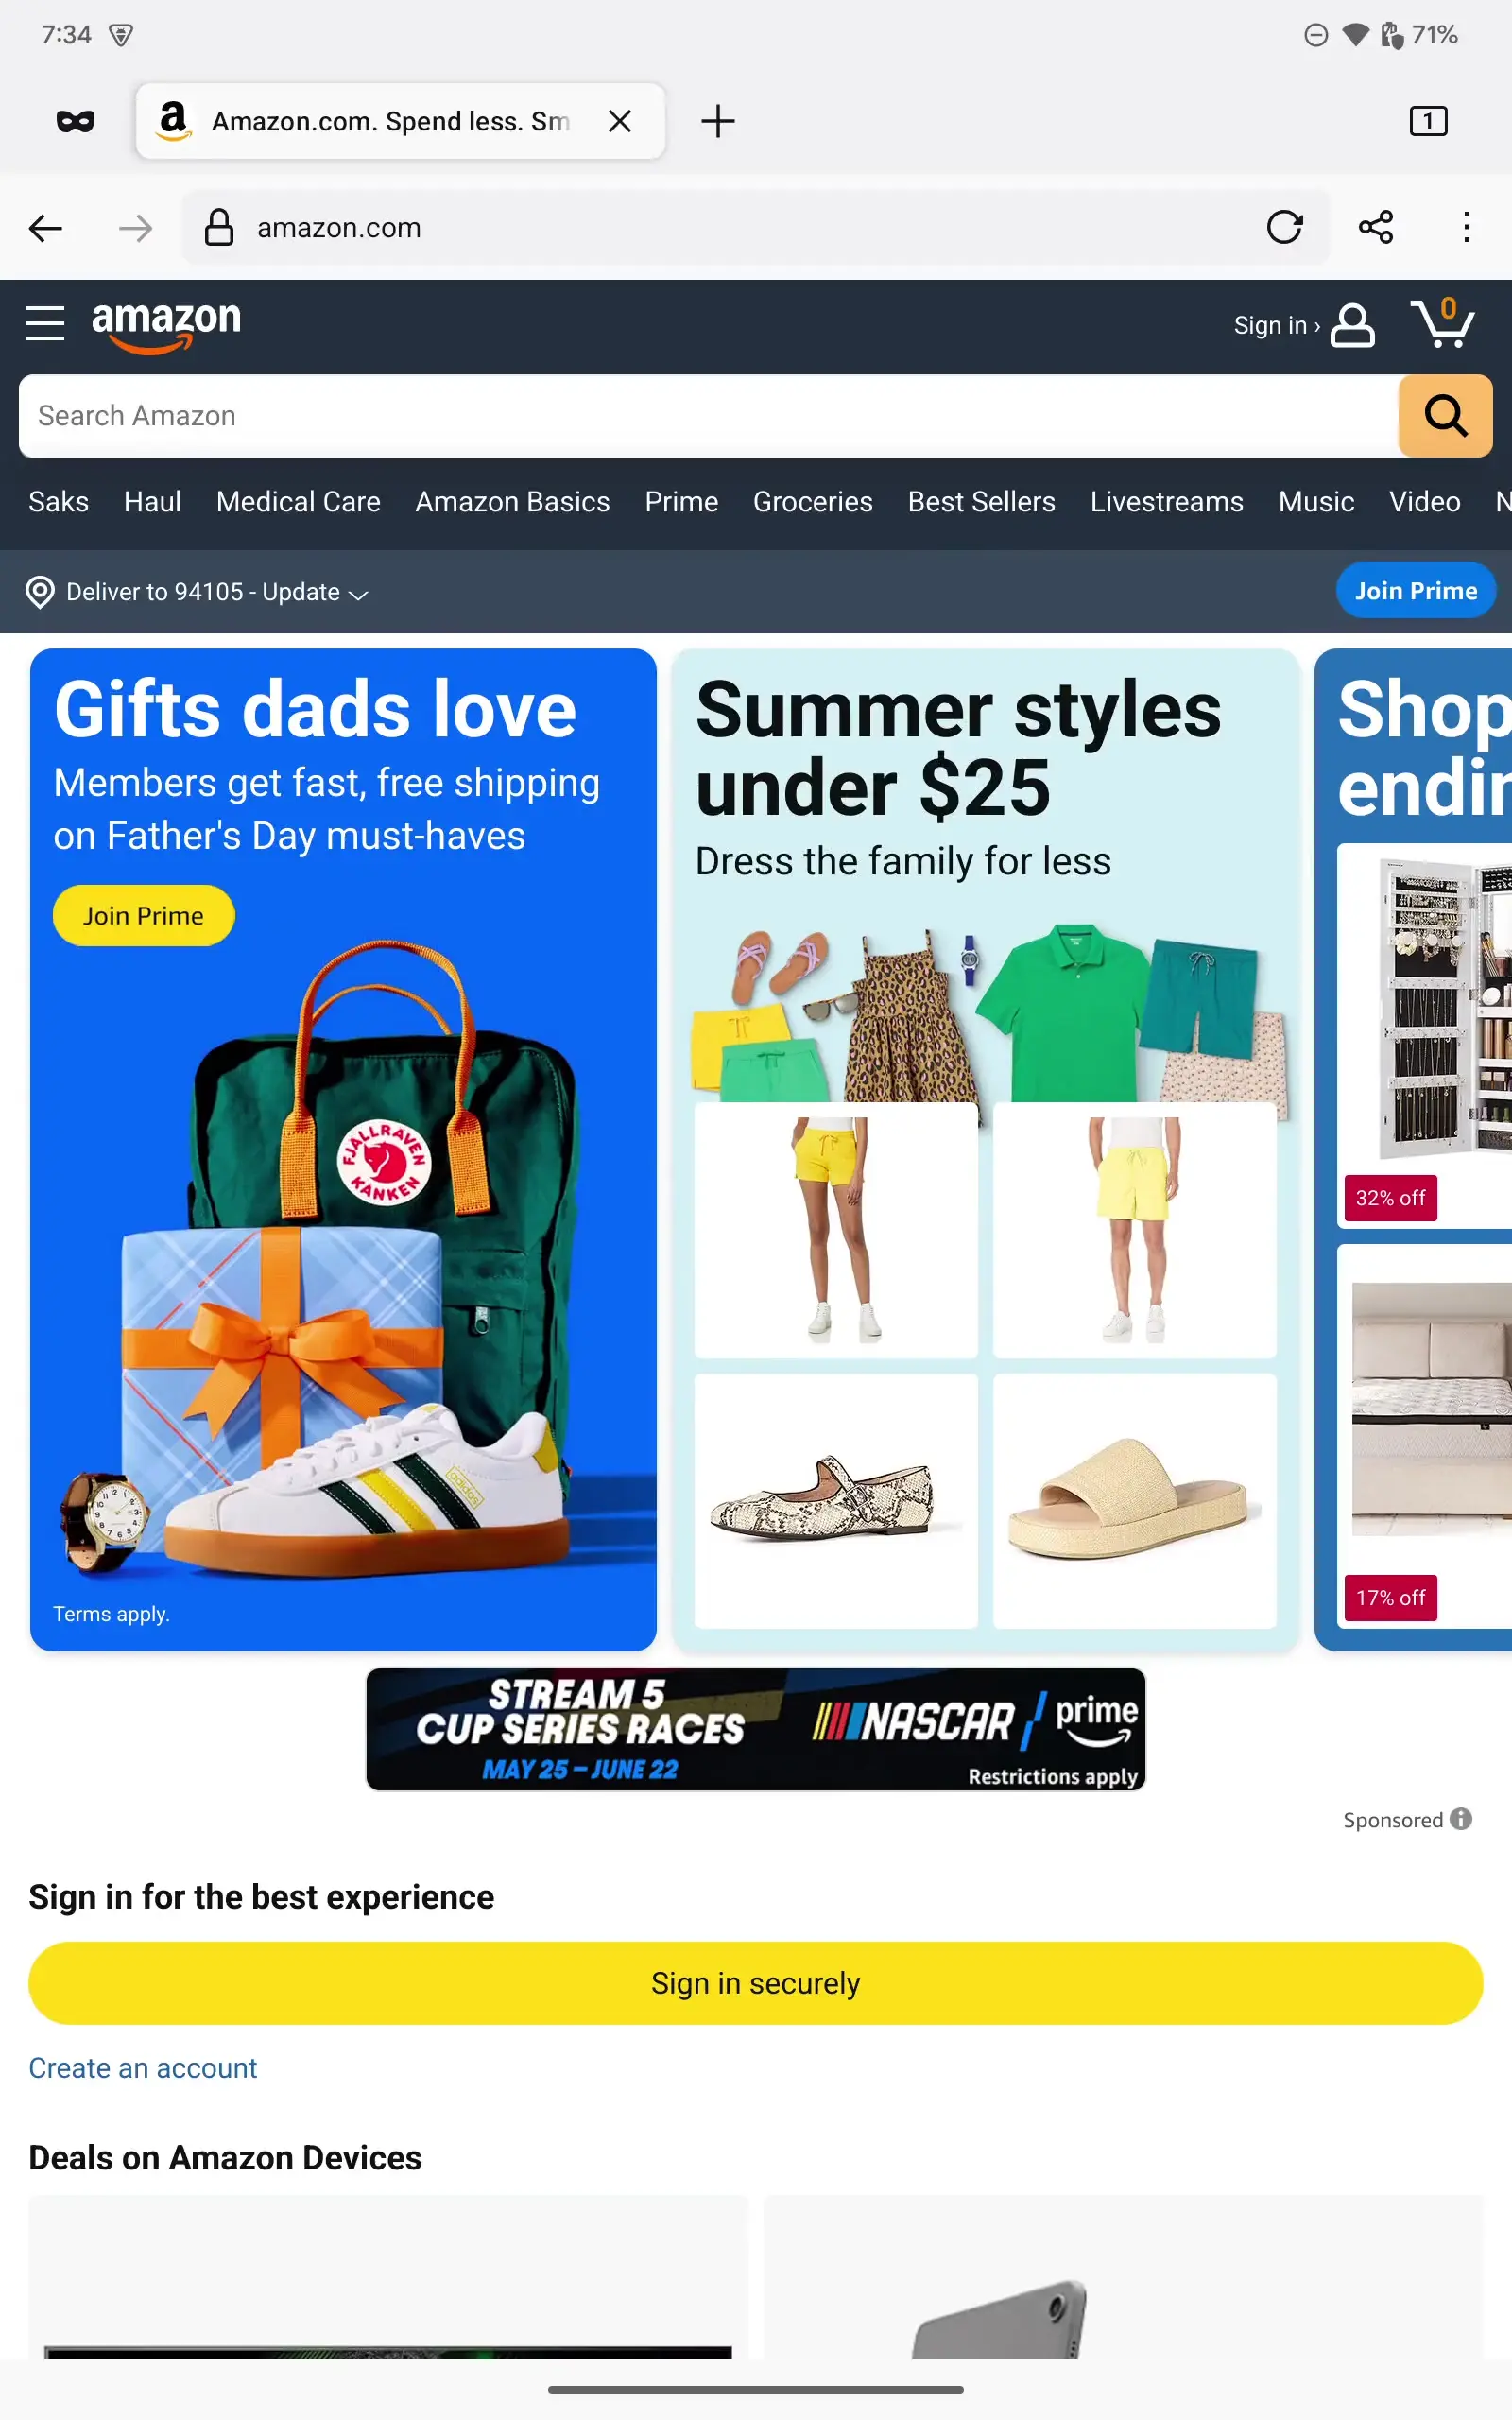 7:34
71%
Amazon.com. Spend less. Sm
1
amazon.com
amazon
Sign in ›
0
Search Amazon
Saks Haul Medical Care Amazon Basics Prime Groceries Best Sellers Livestreams Music Video N
Deliver to 94105 - Update
Join Prime
Gifts dads love
Members get fast, free shipping
on Father's Day must-haves
Join Prime
FJALLRAVEN
KANKEN
adidas
Terms apply.
Summer styles
under $25
Dress the family for less
Shop
endin
32% off
17% off
STREAM 5
CUP SERIES RACES
MAY 25 – JUNE 22
NASCAR / prime
Restrictions apply
Sponsored
Sign in for the best experience
Sign in securely
Create an account
Deals on Amazon Devices